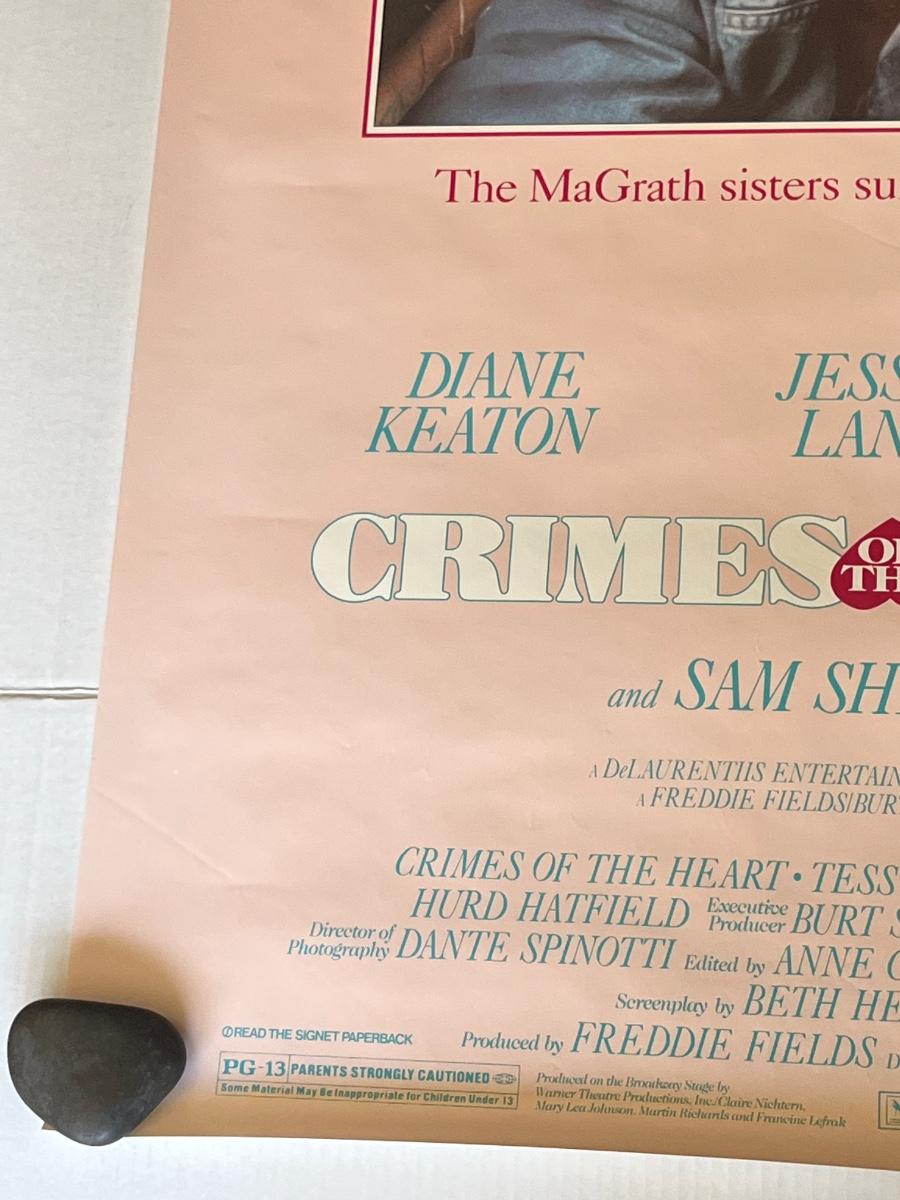 The MaGrath sisters su
DIANE
KEATON
JESS
LAN
CRIMES
OF
THE
and SAM SH
A DeLAURENTIIS ENTERTAIN
A FREDDIE FIELDS/BUR
CRIMES OF THE HEART • TESS
HURD HATFIELD Executive Producer BURT S
Director of Photography DANTE SPINOTTI Edited by ANNE
Screenplay by BETH HE
Produced by FREDDIE FIELDS D
READ THE SIGNET PAPERBACK
PG-13 PARENTS STRONGLY CAUTIONED
Some Material May Be Inappropriate for Children Under 13
Produced on the Broadway Stage by
Warner Theatre Productions, Inc./Claire Nichtern,
Mary Lea Johnson, Martin Richards and Francine Lefrak